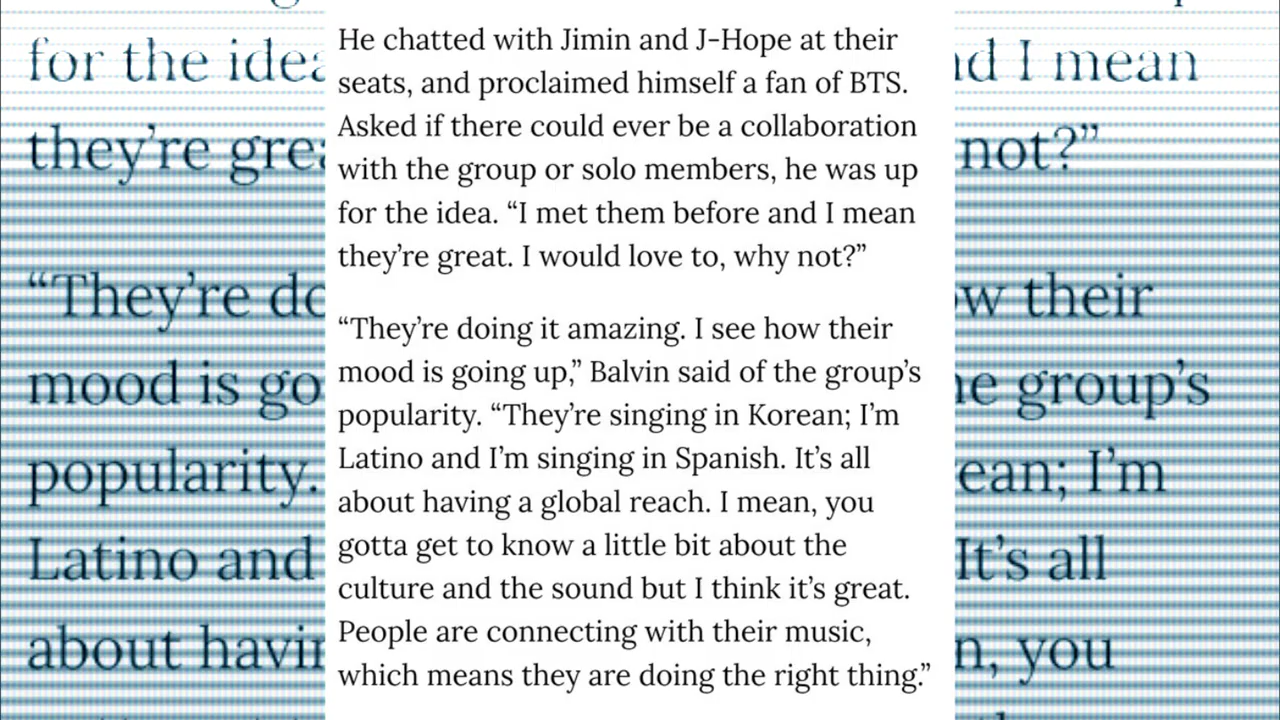 He chatted with Jimin and J-Hope at their
seats, and proclaimed himself a fan of BTS.
Asked if there could ever be a collaboration
with the group or solo members, he was up
for the idea. “I met them before and I mean
they’re great. I would love to, why not?”
“They’re doing it amazing. I see how their
mood is going up,” Balvin said of the group’s
popularity. “They’re singing in Korean; I’m
Latino and I’m singing in Spanish. It’s all
about having a global reach. I mean, you
gotta get to know a little bit about the
culture and the sound but I think it’s great.
People are connecting with their music,
which means they are doing the right thing.”